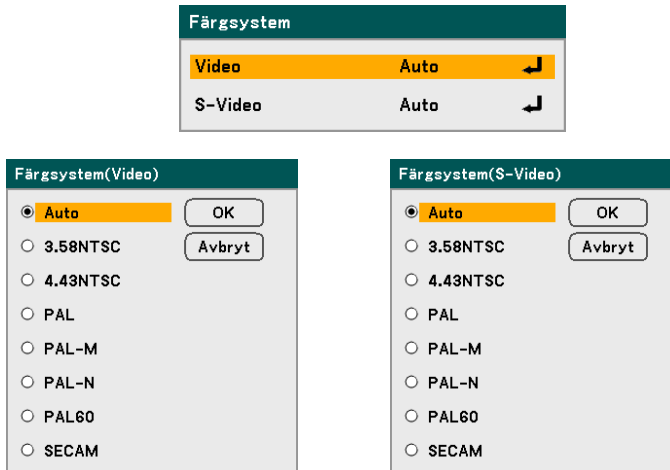 Färgsystem
Video Auto
S-Video Auto
Färgsystem(Video)
Auto OK
3.58NTSC Avbryt
4.43NTSC
PAL
PAL-M
PAL-N
PAL60
SECAM
Färgsystem(S-Video)
Auto OK
3.58NTSC Avbryt
4.43NTSC
PAL
PAL-M
PAL-N
PAL60
SECAM